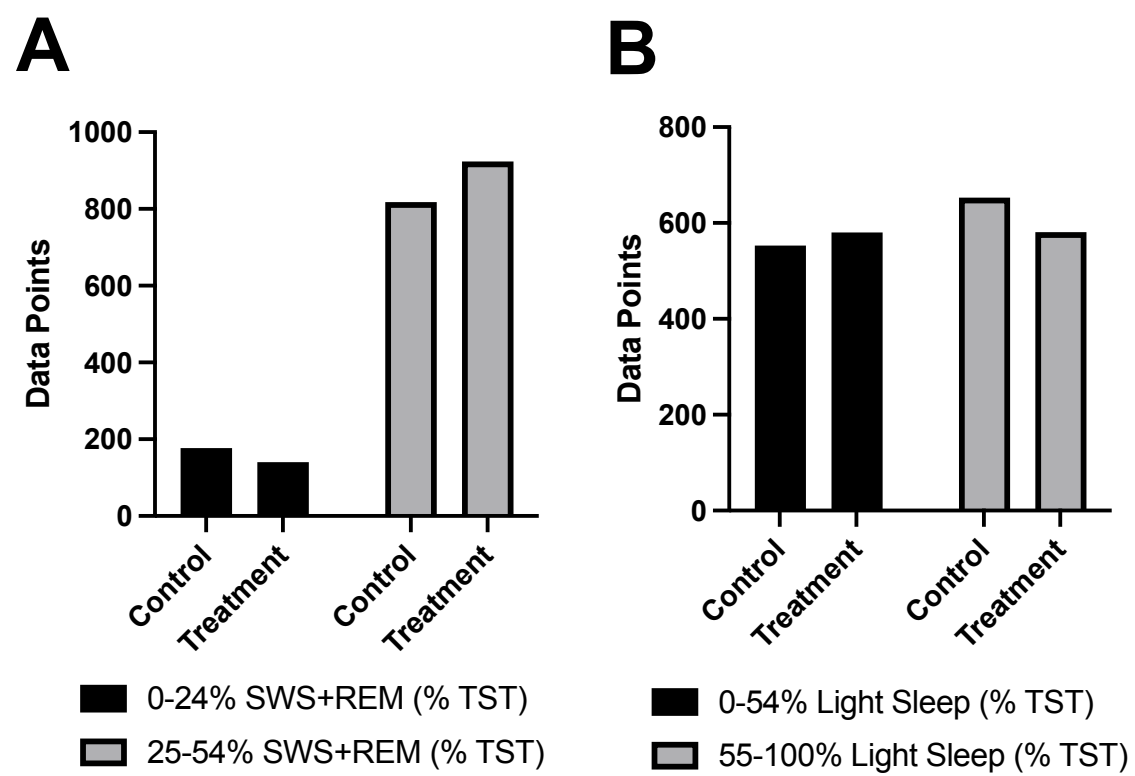 A
B
Data Points
1000
800
600
400
200
0
Control
Treatment
Control
Treatment
0-24% SWS+REM (% TST)
25-54% SWS+REM (% TST)
Data Points
800
600
400
200
0
Control
Treatment
Control
Treatment
0-54% Light Sleep (% TST)
55-100% Light Sleep (% TST)